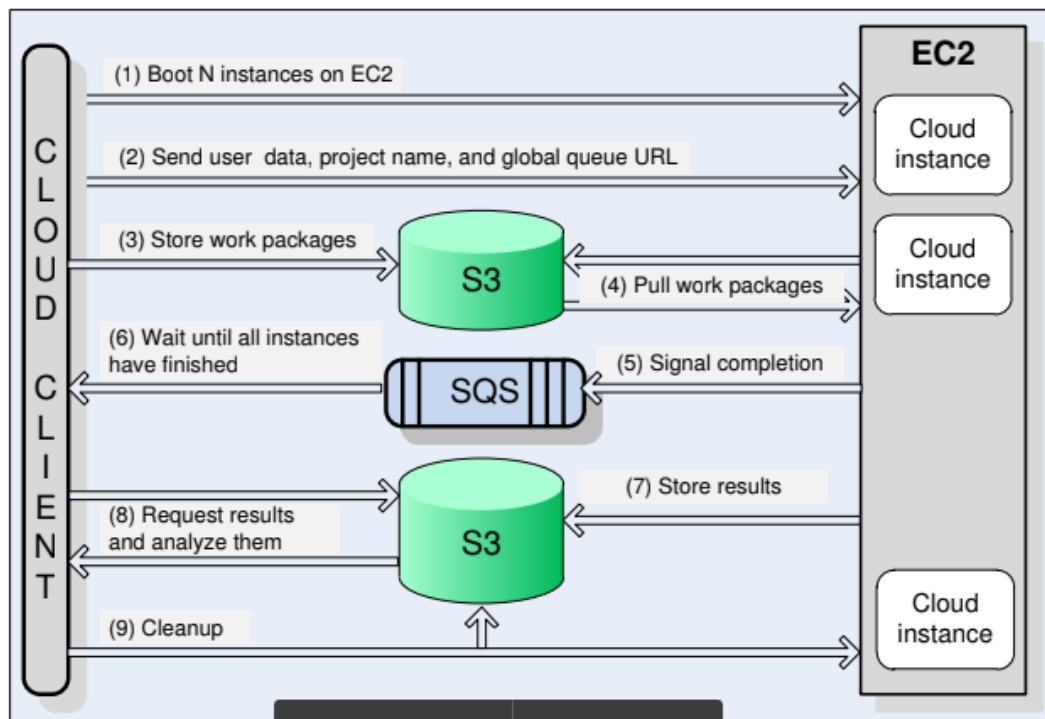 EC2
(1) Boot N instances on EC2
Cloud
instance
(2) Send user data, project name, and global queue URL
CLOUD CLIENT
(3) Store work packages
S3
Cloud
instance
(4) Pull work packages
(6) Wait until all instances
have finished
SQS
(5) Signal completion
(7) Store results
(8) Request results
and analyze them
S3
(9) Cleanup
Cloud
instance